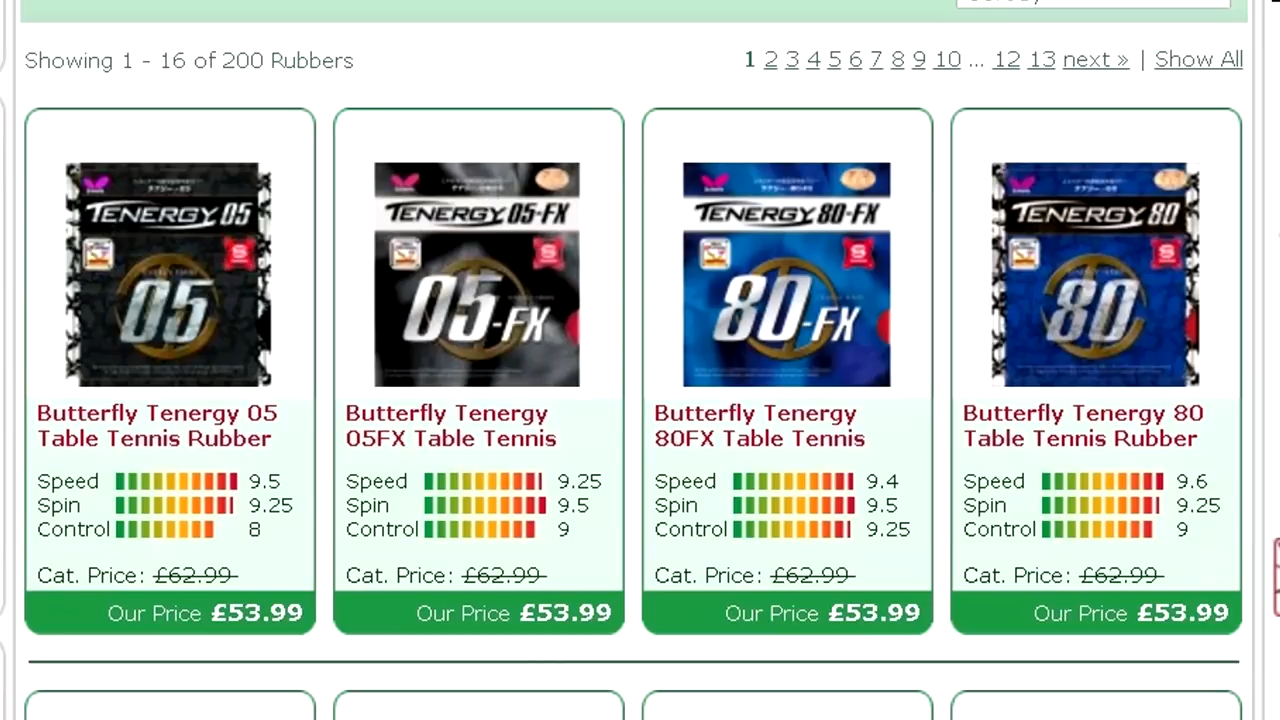 Showing 1 - 16 of 200 Rubbers
1 2 3 4 5 6 7 8 9 10 ... 12 13 next » | Show All
TENERGY 05
05
TENERGY 05-FX
05-FX
TENERGY 80-FX
80-FX
TENERGY 80
80
Butterfly Tenergy 05
Table Tennis Rubber
Speed 9.5
Spin 9.25
Control 8
Cat. Price: £62.99
Our Price £53.99
Butterfly Tenergy
05FX Table Tennis
Speed 9.25
Spin 9.5
Control 9
Cat. Price: £62.99
Our Price £53.99
Butterfly Tenergy
80FX Table Tennis
Speed 9.4
Spin 9.5
Control 9.25
Cat. Price: £62.99
Our Price £53.99
Butterfly Tenergy 80
Table Tennis Rubber
Speed 9.6
Spin 9.25
Control 9
Cat. Price: £62.99
Our Price £53.99